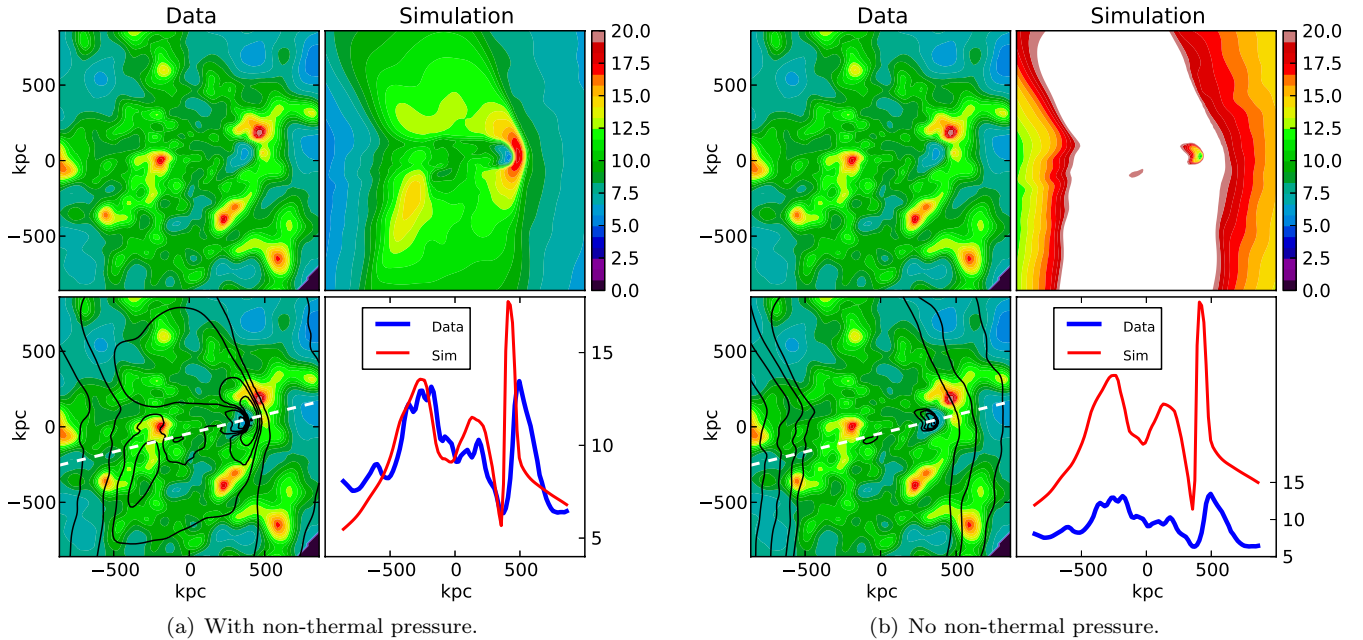 Data Simulation
20.0
17.5
15.0
12.5
10.0
7.5
5.0
2.5
0.0
500
0
−500
kpc
500
0
−500
kpc
−500 0 500
kpc
Data
Sim
15
10
5
−500 0 500
kpc
(a) With non-thermal pressure.
Data Simulation
20.0
17.5
15.0
12.5
10.0
7.5
5.0
2.5
0.0
500
0
−500
kpc
500
0
−500
kpc
−500 0 500
kpc
Data
Sim
15
10
5
−500 0 500
kpc
(b) No non-thermal pressure.